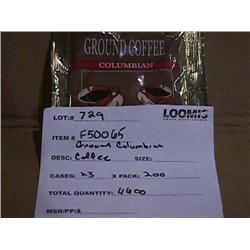 GROUND COFFEE
COLUMBIAN
LOT:# 729
LOOMIS
ITEM # F50065
Ground Columbian
DESC: Coffee SIZE:
CASES: 23 X PACK: 200
TOTAL QUANTITY: 4600
MSR/PP:$